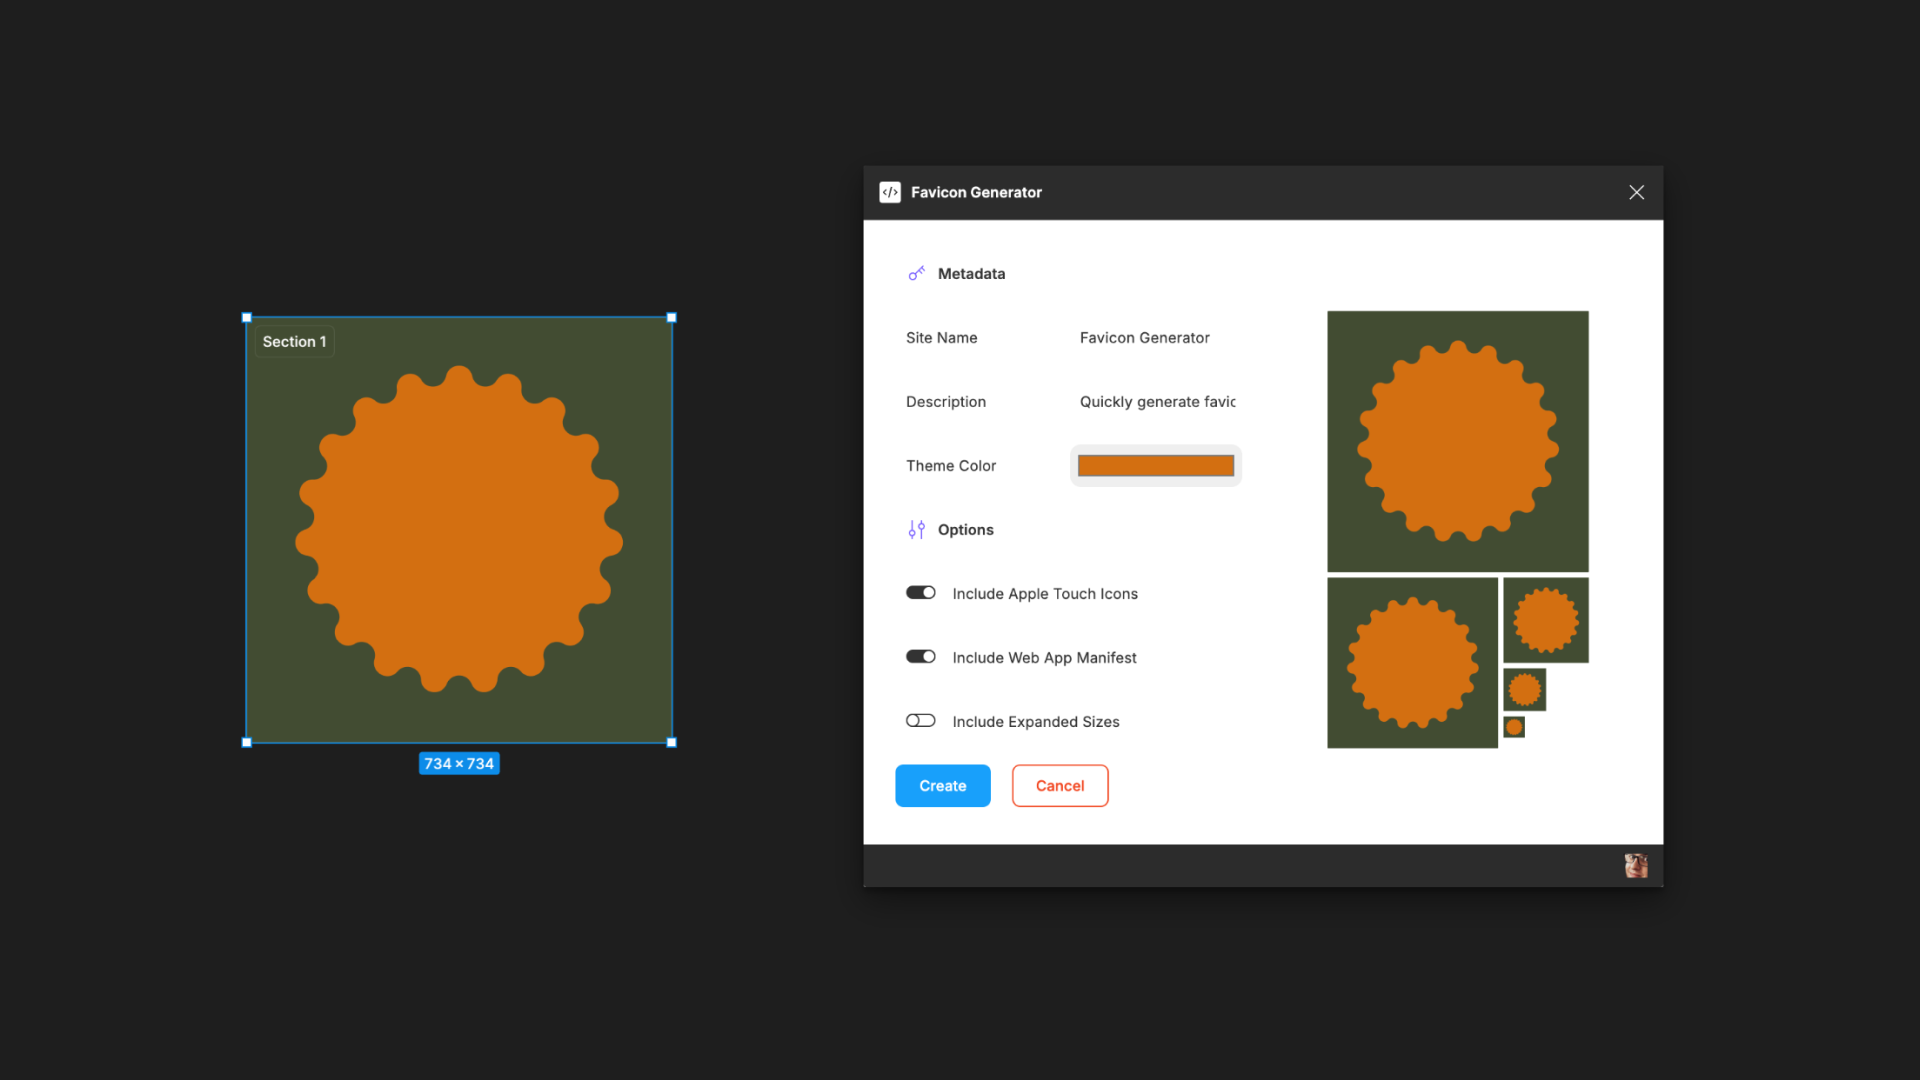 Section 1
734 × 734
</> Favicon Generator
Metadata
Site Name Favicon Generator
Description Quickly generate favic
Theme Color
Options
Include Apple Touch Icons
Include Web App Manifest
Include Expanded Sizes
Create Cancel